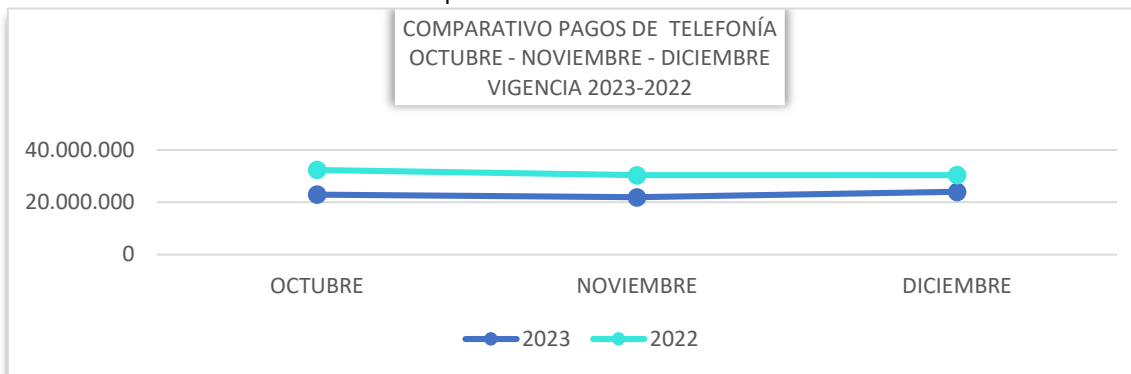 COMPARATIVO PAGOS DE TELEFONÍA
OCTUBRE - NOVIEMBRE - DICIEMBRE
VIGENCIA 2023-2022
40.000.000
20.000.000
0
OCTUBRE NOVIEMBRE DICIEMBRE
2023 2022